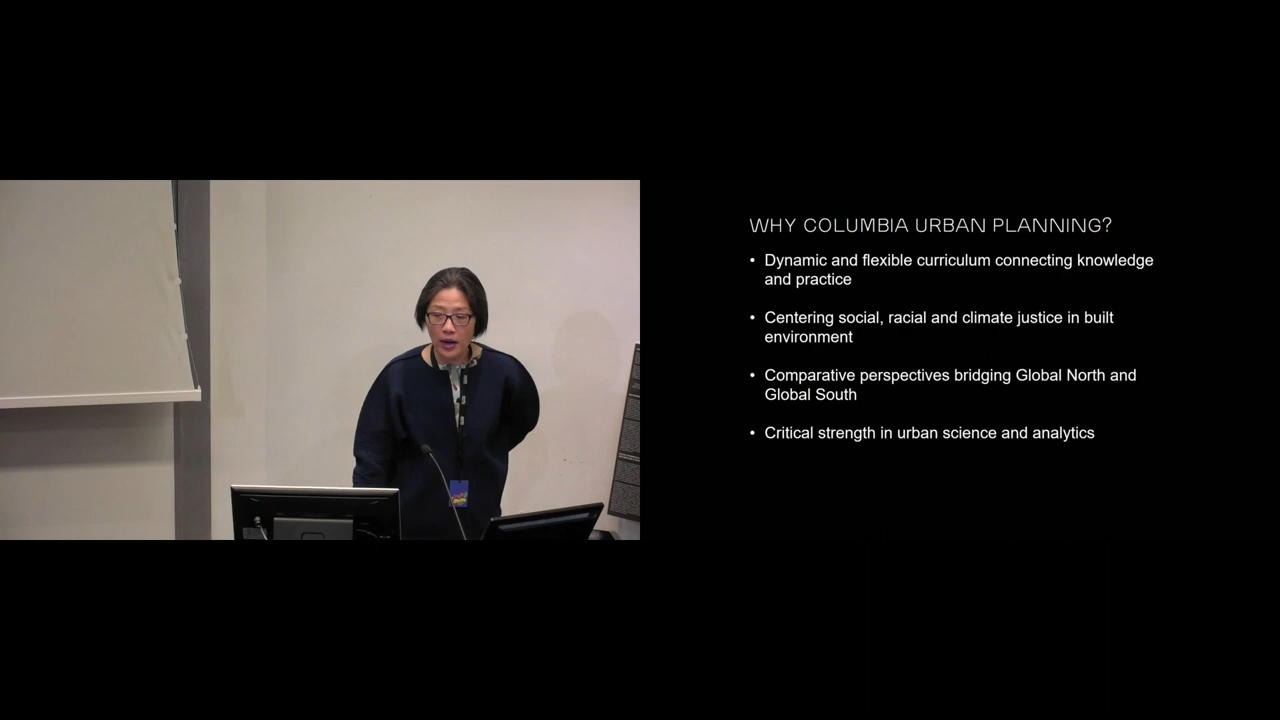 WHY COLUMBIA URBAN PLANNING?
• Dynamic and flexible curriculum connecting knowledge
and practice
• Centering social, racial and climate justice in built
environment
• Comparative perspectives bridging Global North and
Global South
• Critical strength in urban science and analytics